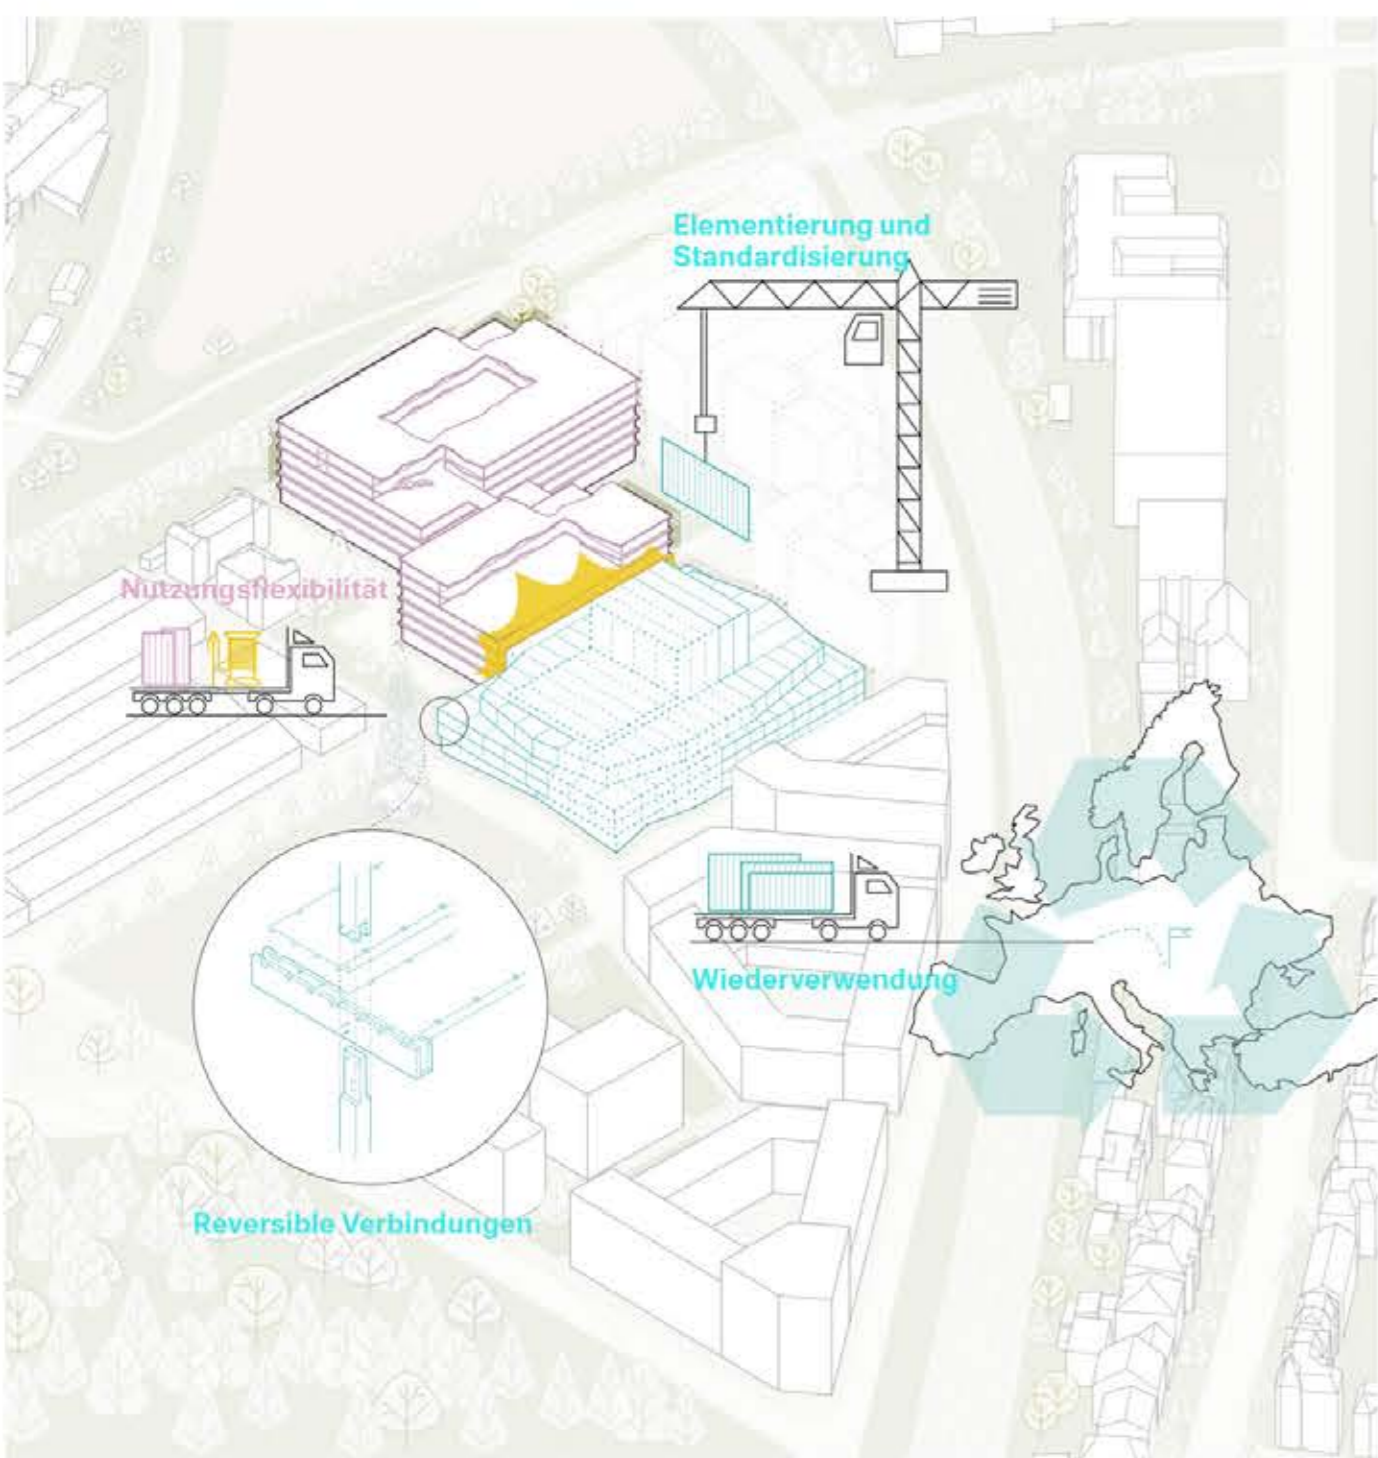 Elementierung und
Standardisierung
Nutzungsflexibilität
Wiederverwendung
Reversible Verbindungen